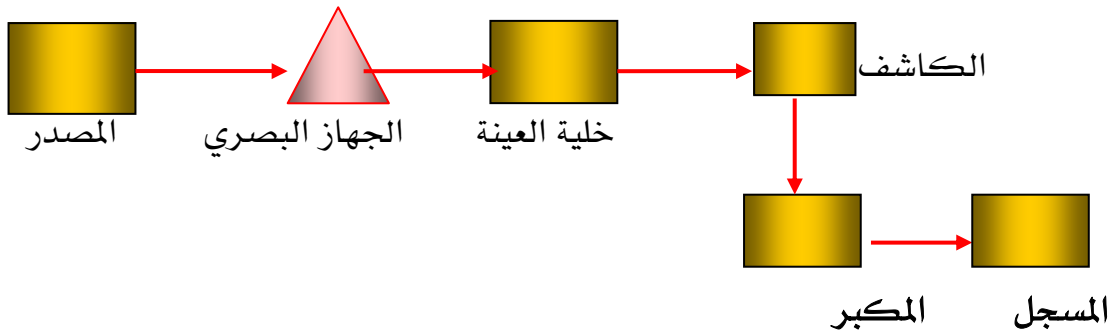 المصدر
الجهاز البصري
خلية العينة
الكاشف
المكبر
المسجل